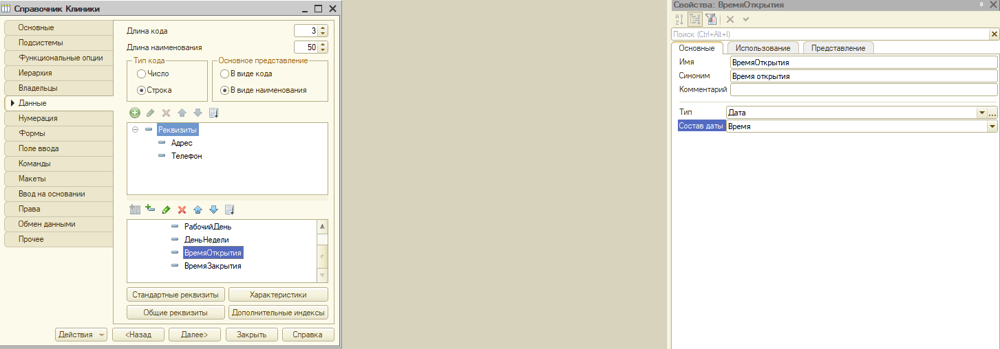 Справочник Клиники
Основные
Подсистемы
Функциональные опции
Иерархия
Владельцы
Данные
Нумерация
Формы
Поле ввода
Команды
Макеты
Ввод на основании
Права
Обмен данными
Прочее
Длина кода 3
Длина наименования 50
Тип кода
Число
Строка
Основное представление
В виде кода
В виде наименования
Реквизиты
Адрес
Телефон
РабочийДень
ДеньНедели
ВремяОткрытия
ВремяЗакрытия
Стандартные реквизиты Характеристики
Общие реквизиты Дополнительные индексы
Действия <Назад Далее> Закрыть Справка
Свойства: ВремяОткрытия
Поиск (Ctrl+Alt+I)
Основные Использование Представление
Имя ВремяОткрытия
Синоним Время открытия
Комментарий
Тип Дата
Состав даты Время